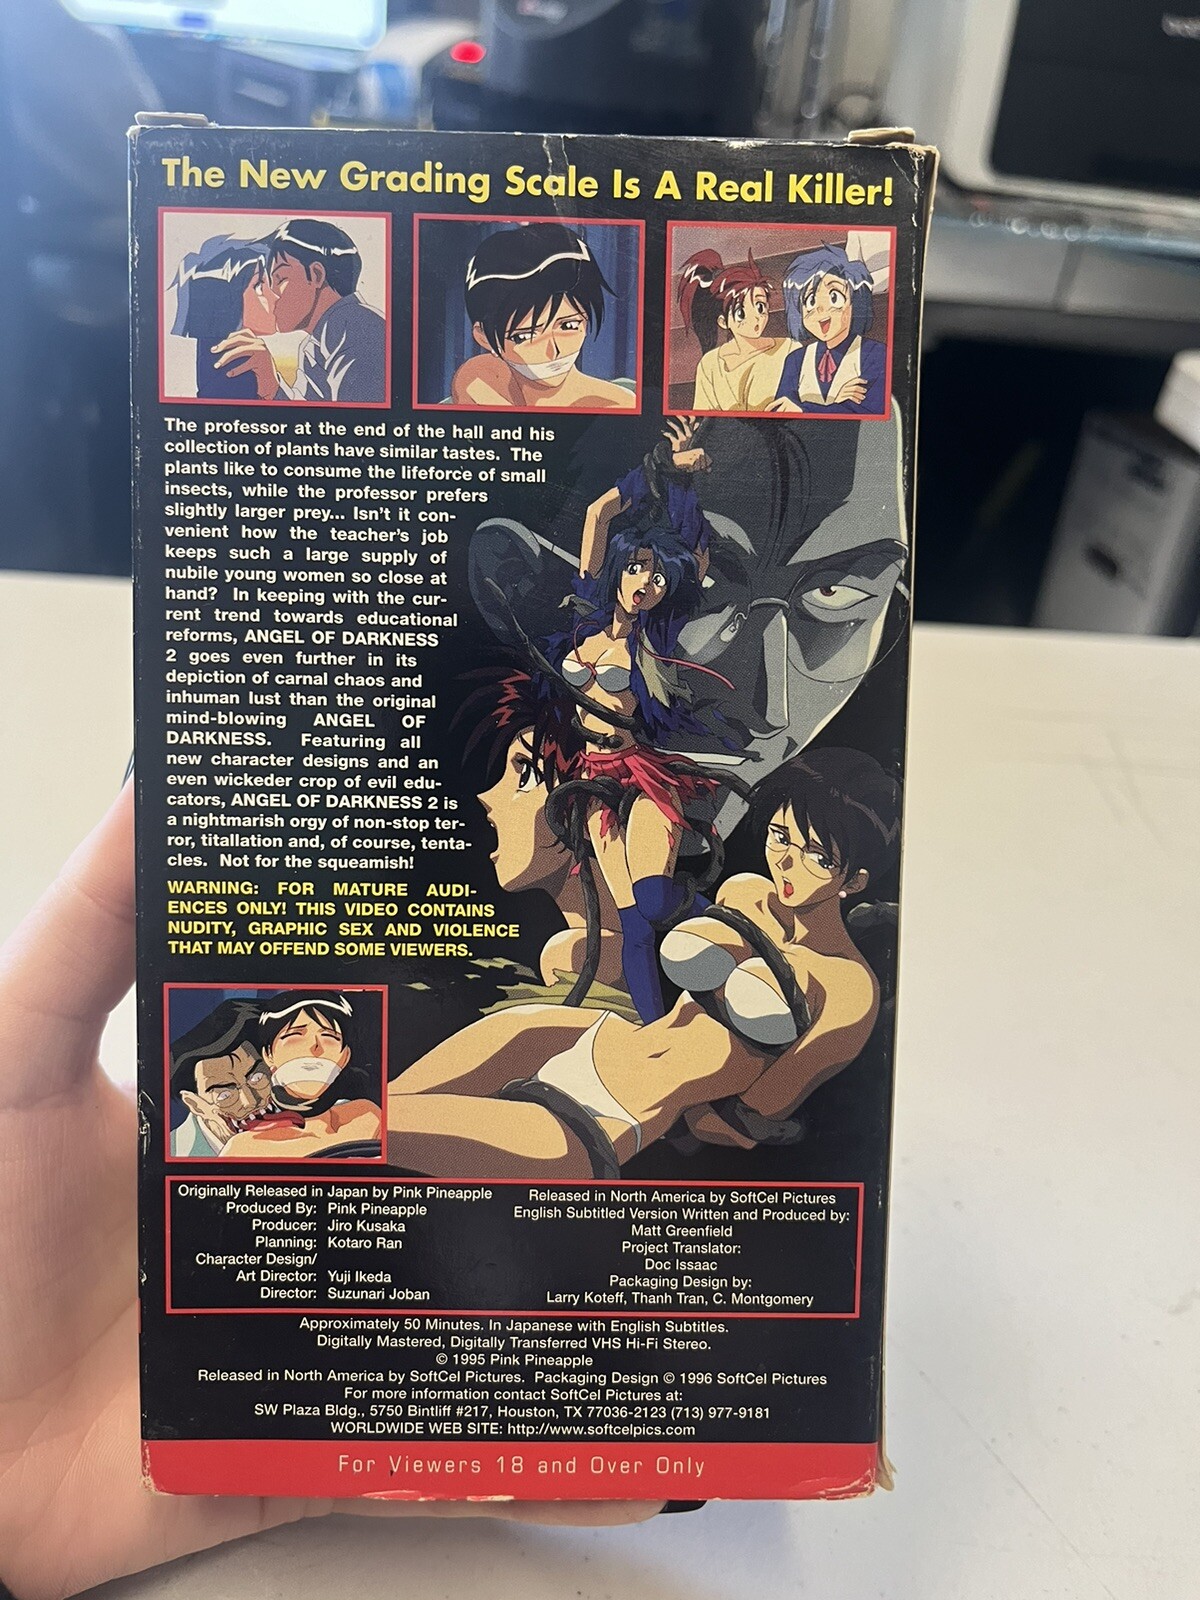 The New Grading Scale Is A Real Killer!
The professor at the end of the hall and his
collection of plants have similar tastes. The
plants like to consume the lifeforce of small
insects, while the professor prefers
slightly larger prey... Isn't it con-
venient how the teacher's job
keeps such a large supply of
nubile young women so close at
hand? In keeping with the cur-
rent trend towards educational
reforms, ANGEL OF DARKNESS
2 goes even further in its
depiction of carnal chaos and
inhuman lust than the original
mind-blowing ANGEL OF
DARKNESS. Featuring all
new character designs and an
even wickeder crop of evil edu-
cators, ANGEL OF DARKNESS 2 is
a nightmarish orgy of non-stop ter-
ror, titallation and, of course, tenta-
cles. Not for the squeamish!
WARNING: FOR MATURE AUDI-
ENCES ONLY! THIS VIDEO CONTAINS
NUDITY, GRAPHIC SEX AND VIOLENCE
THAT MAY OFFEND SOME VIEWERS.
Originally Released in Japan by Pink Pineapple
Produced By: Pink Pineapple
Producer: Jiro Kusaka
Planning: Kotaro Ran
Character Design/
Art Director: Yuji Ikeda
Director: Suzunari Joban
Released in North America by SoftCel Pictures
English Subtitled Version Written and Produced by:
Matt Greenfield
Project Translator:
Doc Issaac
Packaging Design by:
Larry Koteff, Thanh Tran, C. Montgomery
Approximately 50 Minutes. In Japanese with English Subtitles.
Digitally Mastered, Digitally Transferred VHS Hi-Fi Stereo.
© 1995 Pink Pineapple
Released in North America by SoftCel Pictures. Packaging Design © 1996 SoftCel Pictures
For more information contact SoftCel Pictures at:
SW Plaza Bldg., 5750 Bintliff #217, Houston, TX 77036-2123 (713) 977-9181
WORLDWIDE WEB SITE: http://www.softcelpics.com
For Viewers 18 and Over Only